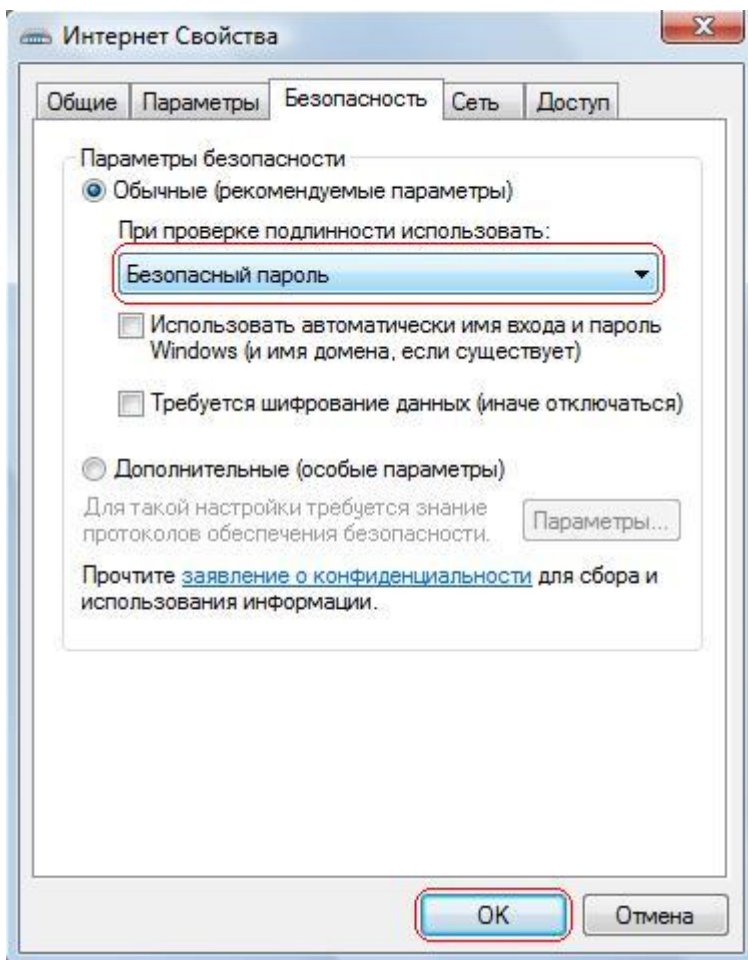 Интернет Свойства
Общие Параметры Безопасность Сеть Доступ
Параметры безопасности
Обычные (рекомендуемые параметры)
При проверке подлинности использовать:
Безопасный пароль
Использовать автоматически имя входа и пароль
Windows (и имя домена, если существует)
Требуется шифрование данных (иначе отключаться)
Дополнительные (особые параметры)
Для такой настройки требуется знание
протоколов обеспечения безопасности.
Параметры...
Прочтите заявление о конфиденциальности для сбора и
использования информации.
OK Отмена